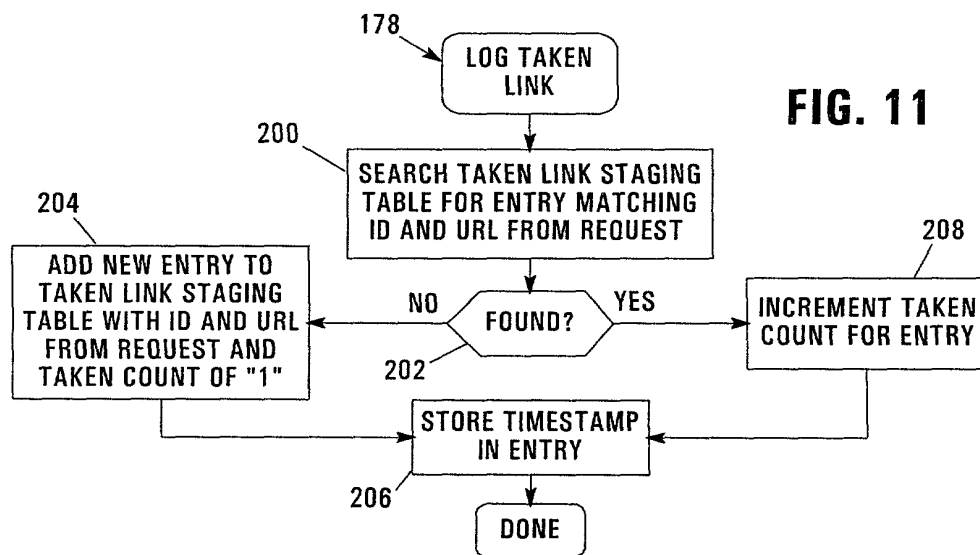 178
LOG TAKEN
LINK
FIG. 11
200
SEARCH TAKEN LINK STAGING
TABLE FOR ENTRY MATCHING
ID AND URL FROM REQUEST
204
ADD NEW ENTRY TO
TAKEN LINK STAGING
TABLE WITH ID AND URL
FROM REQUEST AND
TAKEN COUNT OF "1"
NO
FOUND?
YES
202
208
INCREMENT TAKEN
COUNT FOR ENTRY
STORE TIMESTAMP
IN ENTRY
206
DONE